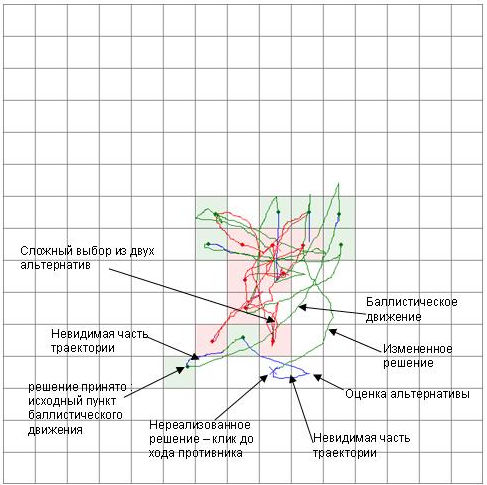 Сложный выбор из двух
альтернатив
Баллистическое
движение
Невидимая часть
траектории
Измененное
решение
решение принято :
исходный пункт
баллистического
движения
Оценка альтернативы
Нереализованное
решение – клик до
хода противника
Невидимая часть
траектории